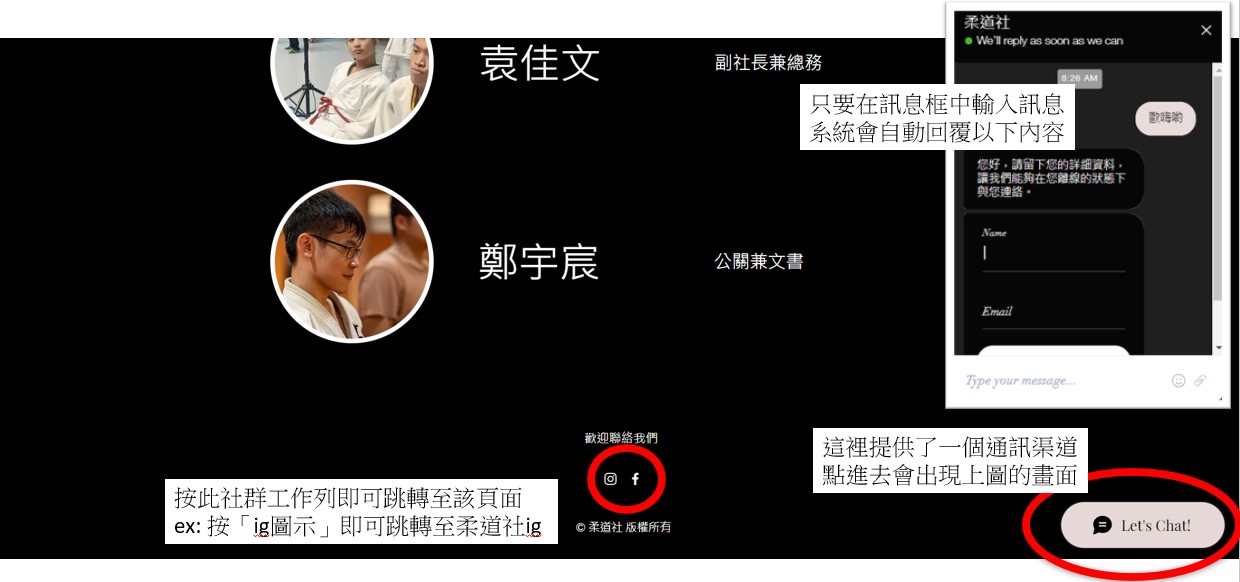 柔道社
We'll reply as soon as we can
袁佳文
副社長兼總務
8:26 AM
只要在訊息框中輸入訊息
系統會自動回覆以下內容
歐嗨喲
您好，請留下您的詳細資料，
讓我們能夠在您離線的狀態下
與您連絡。
Name
鄭宇宸
公關兼文書
Email
Type your message...
歡迎聯絡我們
這裡提供了一個通訊渠道
點進去會出現上圖的畫面
按此社群工作列即可跳轉至該頁面
ex: 按「ig圖示」即可跳轉至柔道社ig
© 柔道社 版權所有
Let's Chat!